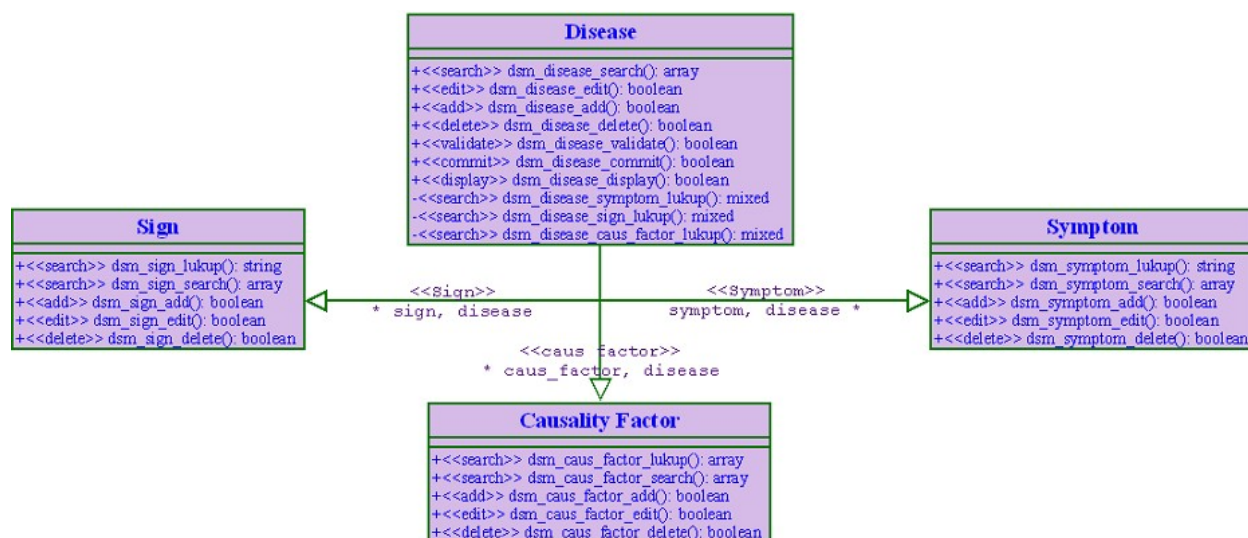 Disease
+<<search>> dsm_disease_search(): array
+<<edit>> dsm_disease_edit(): boolean
+<<add>> dsm_disease_add(): boolean
+<<delete>> dsm_disease_delete(): boolean
+<<validate>> dsm_disease_validate(): boolean
+<<commit>> dsm_disease_commit(): boolean
+<<display>> dsm_disease_display(): boolean
-<<search>> dsm_disease_symptom_lukup(): mixed
-<<search>> dsm_disease_sign_lukup(): mixed
-<<search>> dsm_disease_caus_factor_lukup(): mixed
Sign
+<<search>> dsm_sign_lukup(): string
+<<search>> dsm_sign_search(): array
+<<add>> dsm_sign_add(): boolean
+<<edit>> dsm_sign_edit(): boolean
+<<delete>> dsm_sign_delete(): boolean
<<Sign>>
* sign, disease
<<Symptom>>
symptom, disease *
Symptom
+<<search>> dsm_symptom_lukup(): string
+<<search>> dsm_symptom_search(): array
+<<add>> dsm_symptom_add(): boolean
+<<edit>> dsm_symptom_edit(): boolean
+<<delete>> dsm_symptom_delete(): boolean
<<caus factor>>
* caus_factor, disease
Causality Factor
+<<search>> dsm_caus_factor_lukup(): array
+<<search>> dsm_caus_factor_search(): array
+<<add>> dsm_caus_factor_add(): boolean
+<<edit>> dsm_caus_factor_edit(): boolean
+<<delete>> dsm_caus_factor_delete(): boolean